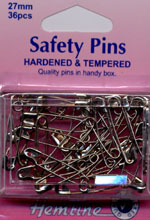 27mm
36pcs
Safety Pins
HARDENED & TEMPERED
Quality pins in handy box.
Hemline